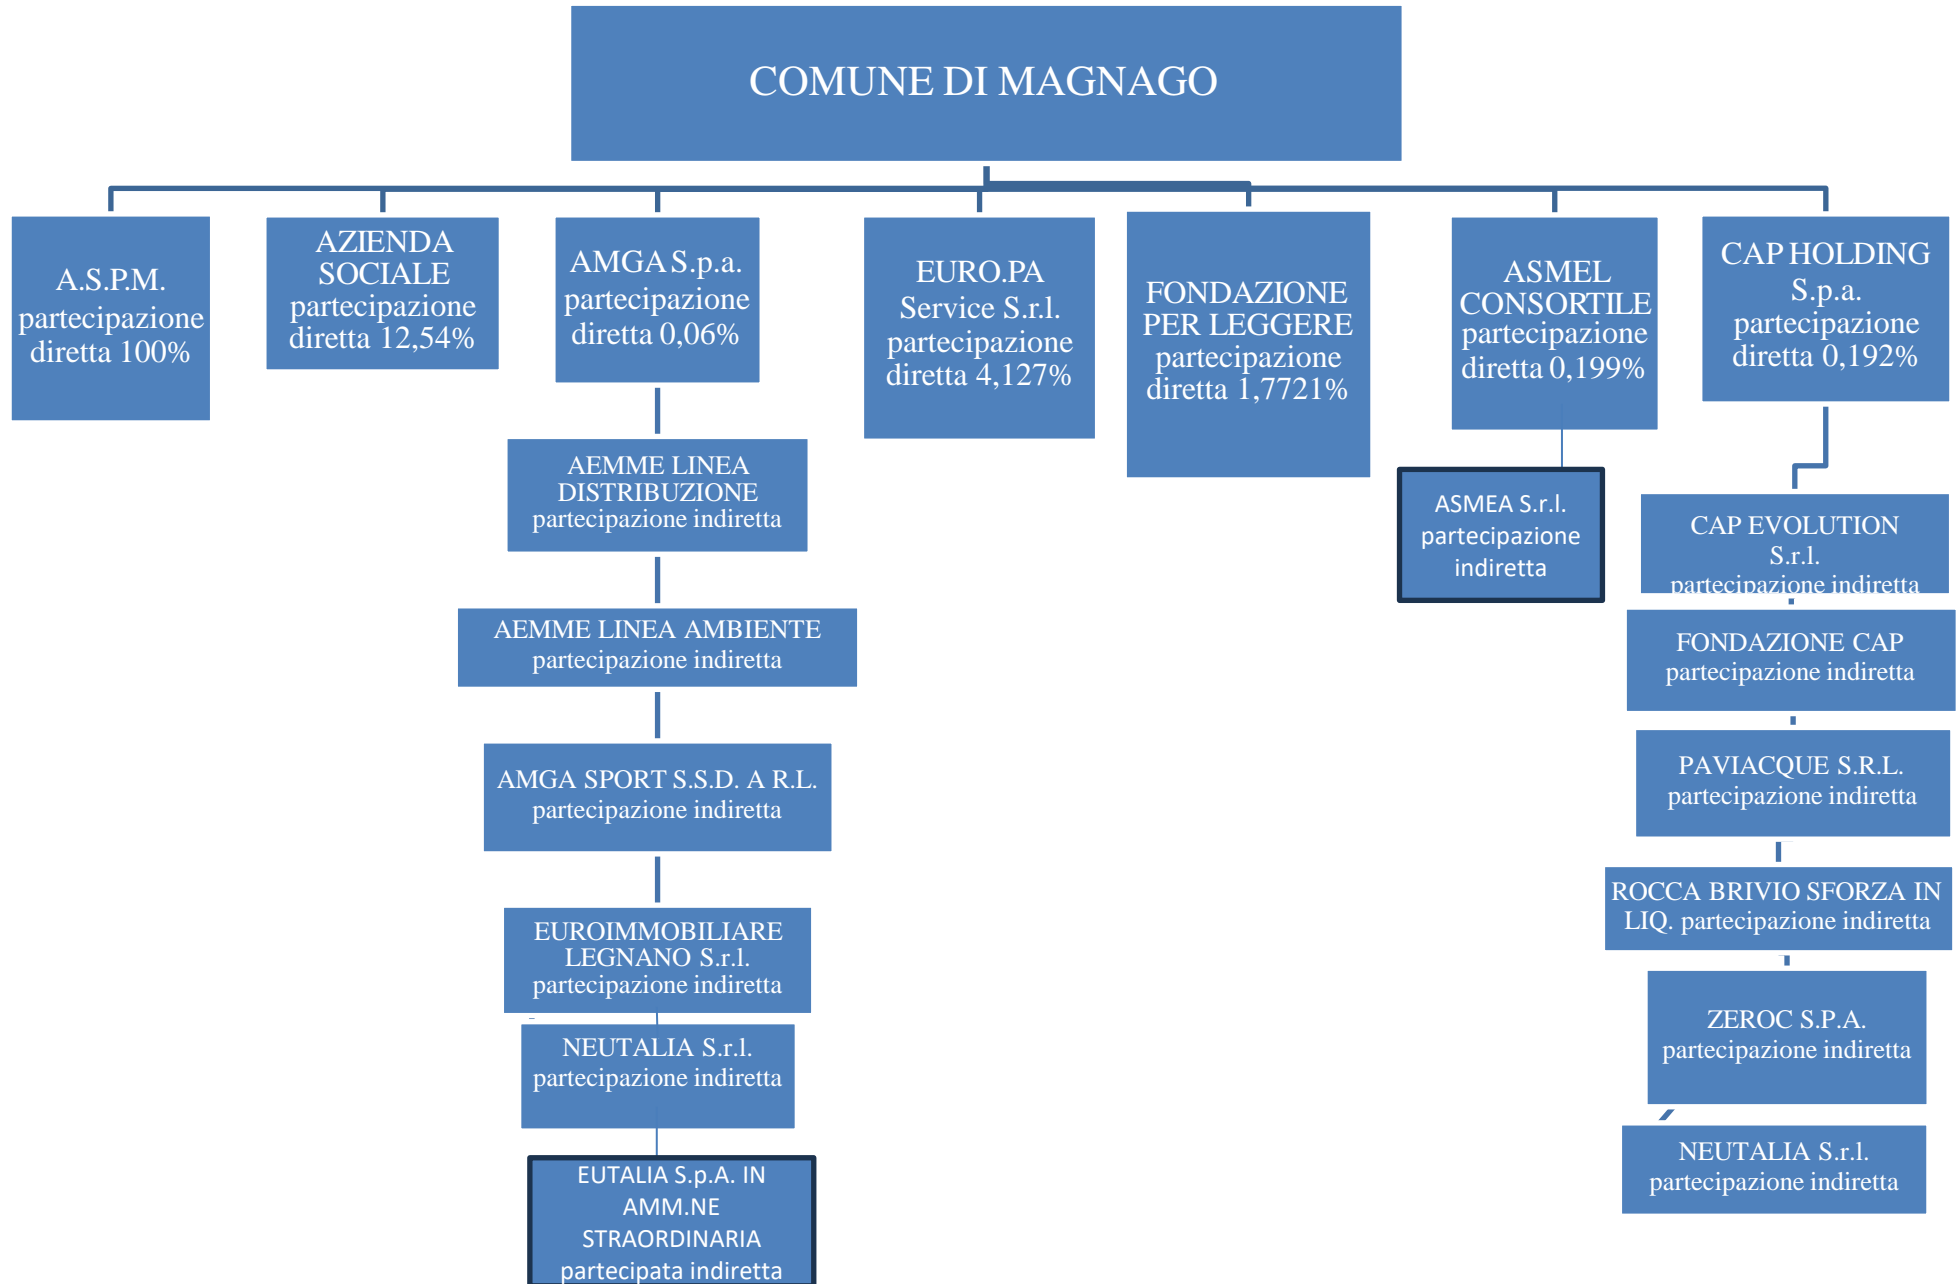 COMUNE DI MAGNAGO
A.S.P.M.
partecipazione
diretta 100%
AZIENDA
SOCIALE
partecipazione
diretta 12,54%
AMGA S.p.a.
partecipazione
diretta 0,06%
EURO.PA
Service S.r.l.
partecipazione
diretta 4,127%
FONDAZIONE
PER LEGGERE
partecipazione
diretta 1,7721%
ASMEL
CONSORTILE
partecipazione
diretta 0,199%
CAP HOLDING
S.p.a.
partecipazione
diretta 0,192%
AEMME LINEA
DISTRIBUZIONE
partecipazione indiretta
AEMME LINEA AMBIENTE
partecipazione indiretta
AMGA SPORT S.S.D. A R.L.
partecipazione indiretta
EUROIMMOBILIARE
LEGNANO S.r.l.
partecipazione indiretta
NEUTALIA S.r.l.
partecipazione indiretta
EUTALIA S.p.A. IN
AMM.NE
STRAORDINARIA
partecipata indiretta
ASMEA S.r.l.
partecipazione
indiretta
CAP EVOLUTION
S.r.l.
partecipazione indiretta
FONDAZIONE CAP
partecipazione indiretta
PAVIACQUE S.R.L.
partecipazione indiretta
ROCCA BRIVIO SFORZA IN
LIQ. partecipazione indiretta
ZEROC S.P.A.
partecipazione indiretta
NEUTALIA S.r.l.
partecipazione indiretta